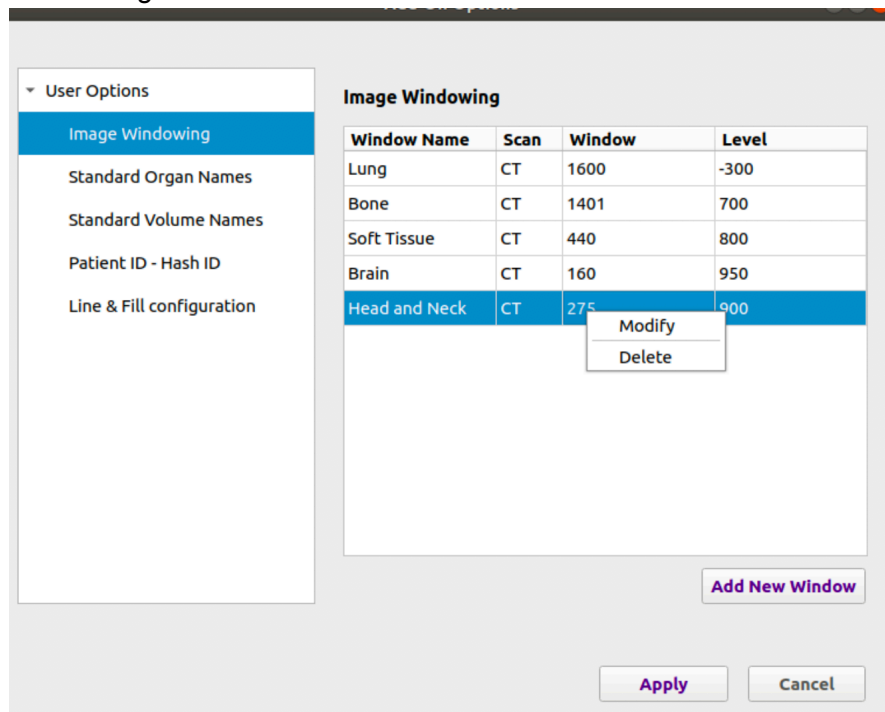 User Options
Image Windowing
Standard Organ Names
Standard Volume Names
Patient ID - Hash ID
Line & Fill configuration
Image Windowing
Window Name Scan Window Level
Lung CT 1600 -300
Bone CT 1401 700
Soft Tissue CT 440 800
Brain CT 160 950
Head and Neck CT 275 900
Modify
Delete
Add New Window
Apply Cancel